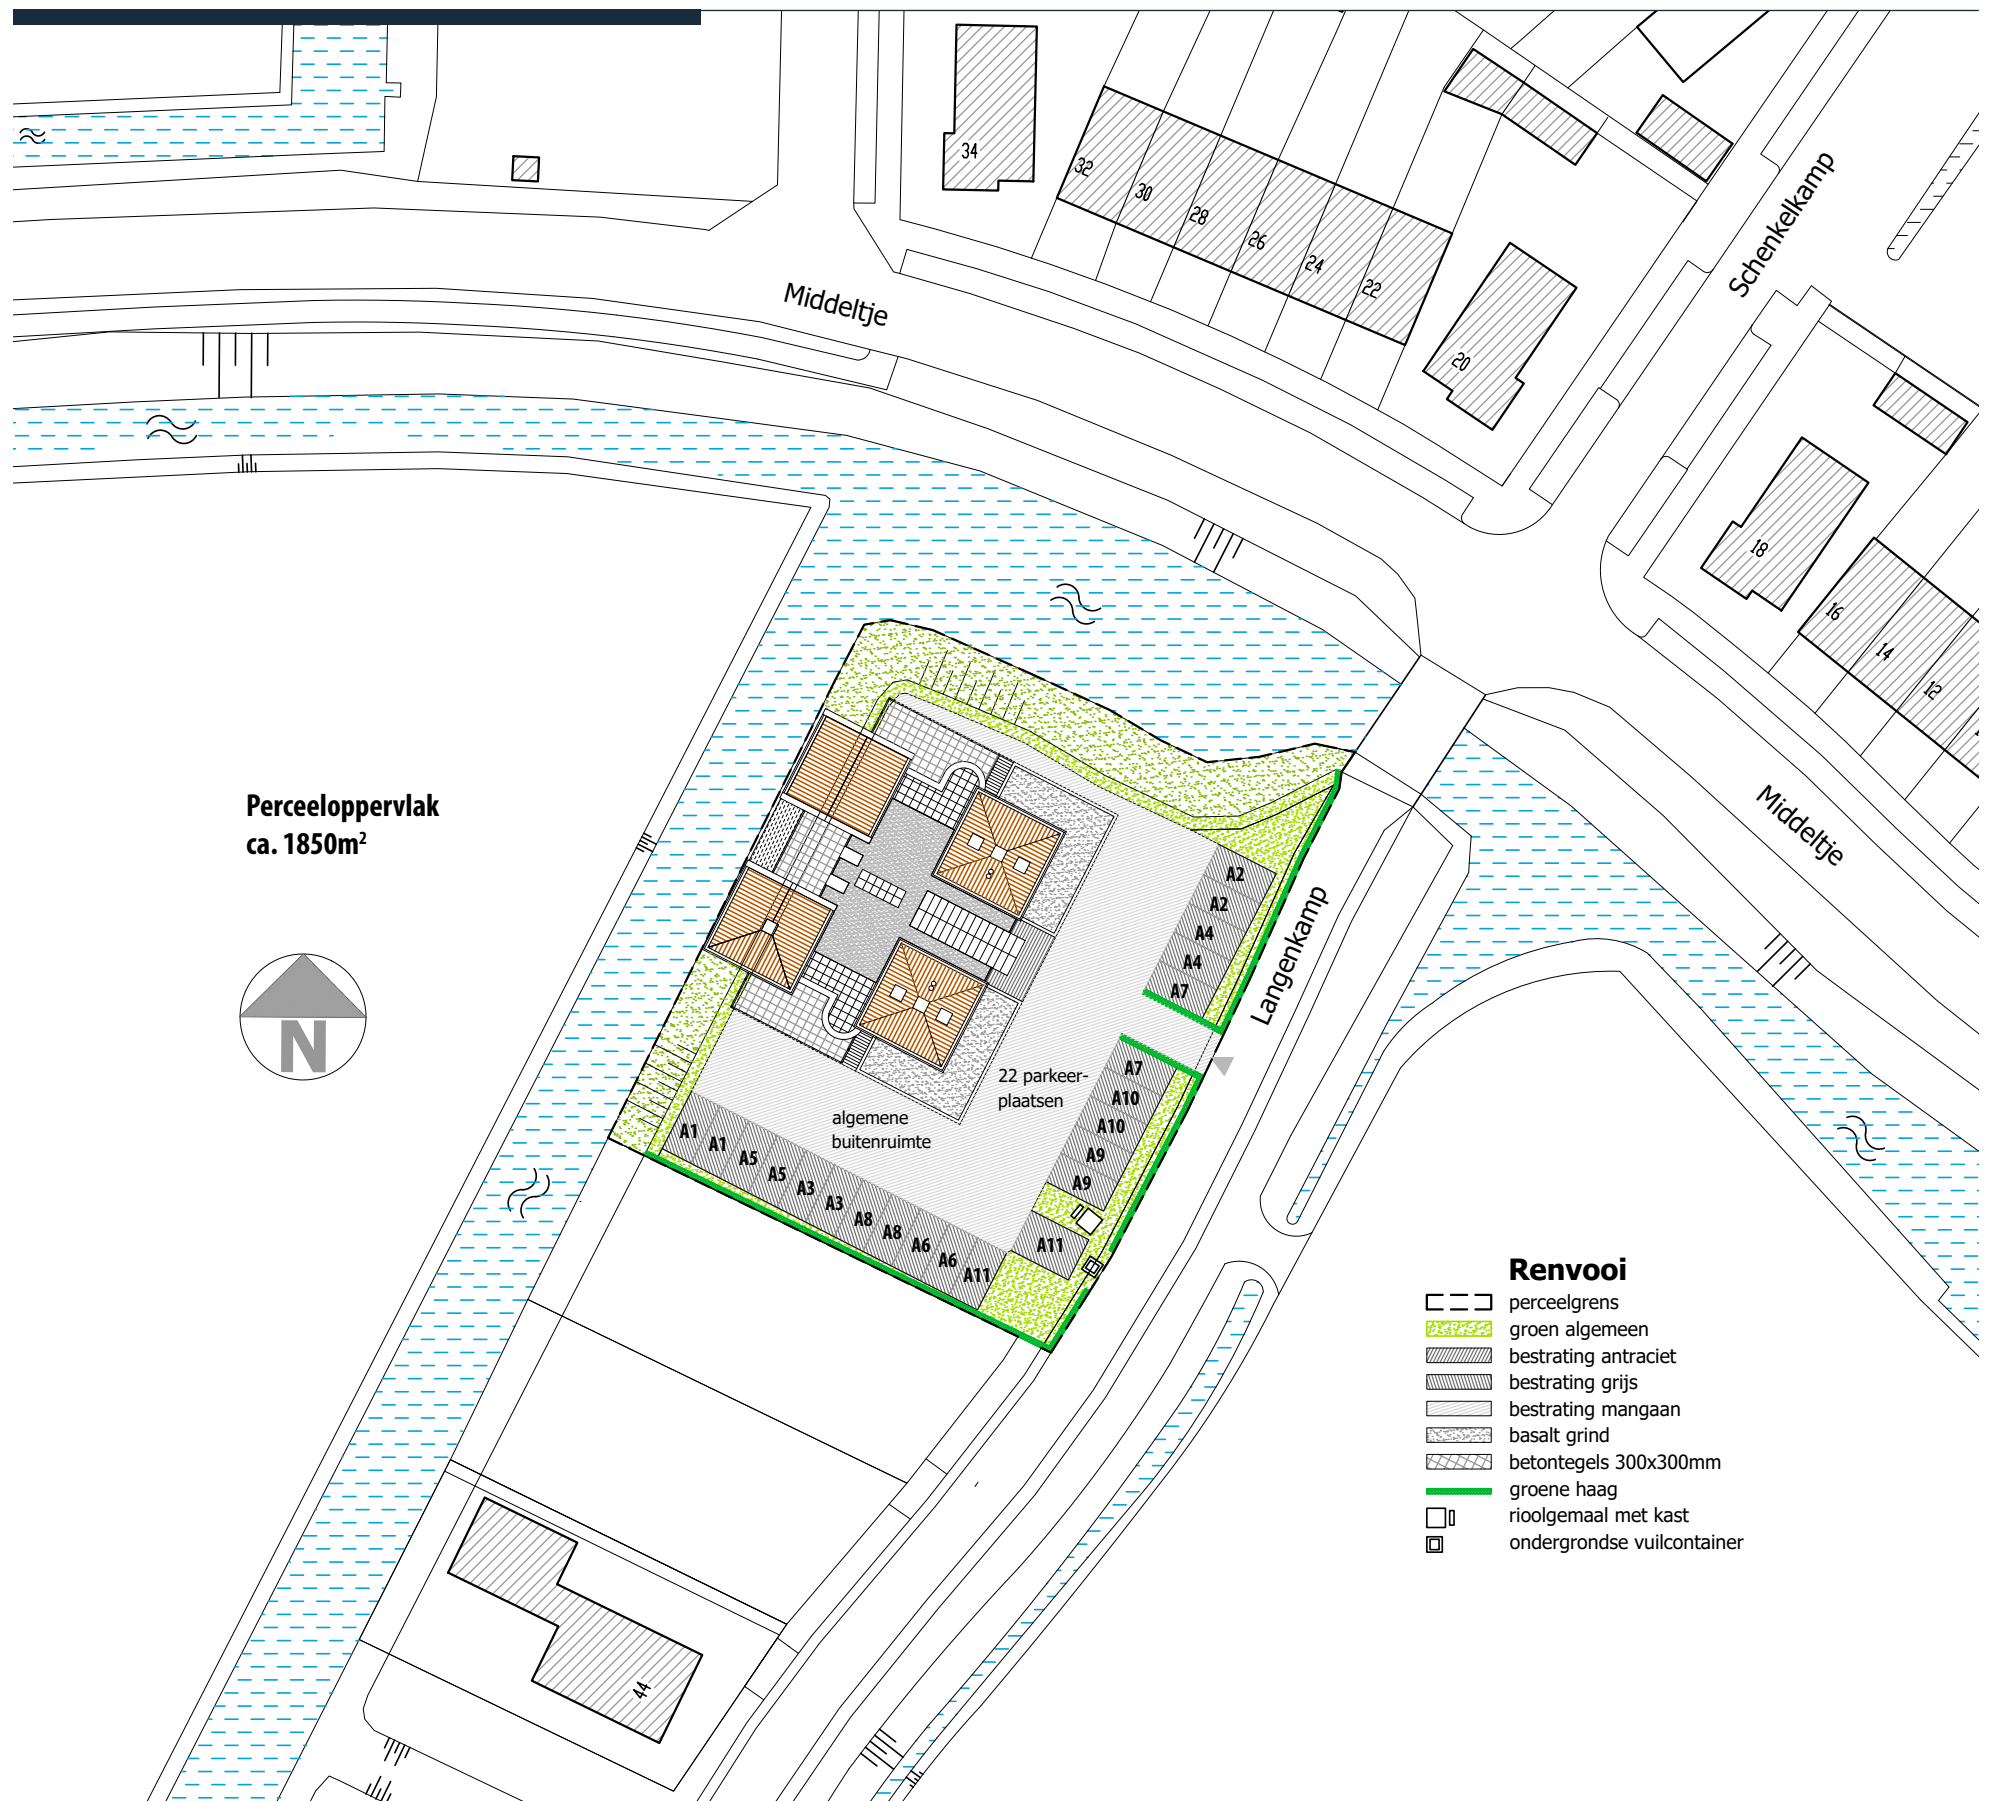 34
32
30
28
26
24
22
20
Schenkelkamp
Middeltje
18
16
14
12
Middeltje
Perceeloppervlak
ca. 1850m²
N
Langenkamp
A2
A2
A4
A4
A7
A7
A10
A10
A9
A9
A11
22 parkeer-
plaatsen
algemene
buitenruimte
A1
A1
A5
A5
A3
A3
A8
A8
A6
A6
A11
44
Renvooi
perceelgrens
groen algemeen
bestrating antraciet
bestrating grijs
bestrating mangaan
basalt grind
betontegels 300x300mm
groene haag
rioolgemaal met kast
ondergrondse vuilcontainer